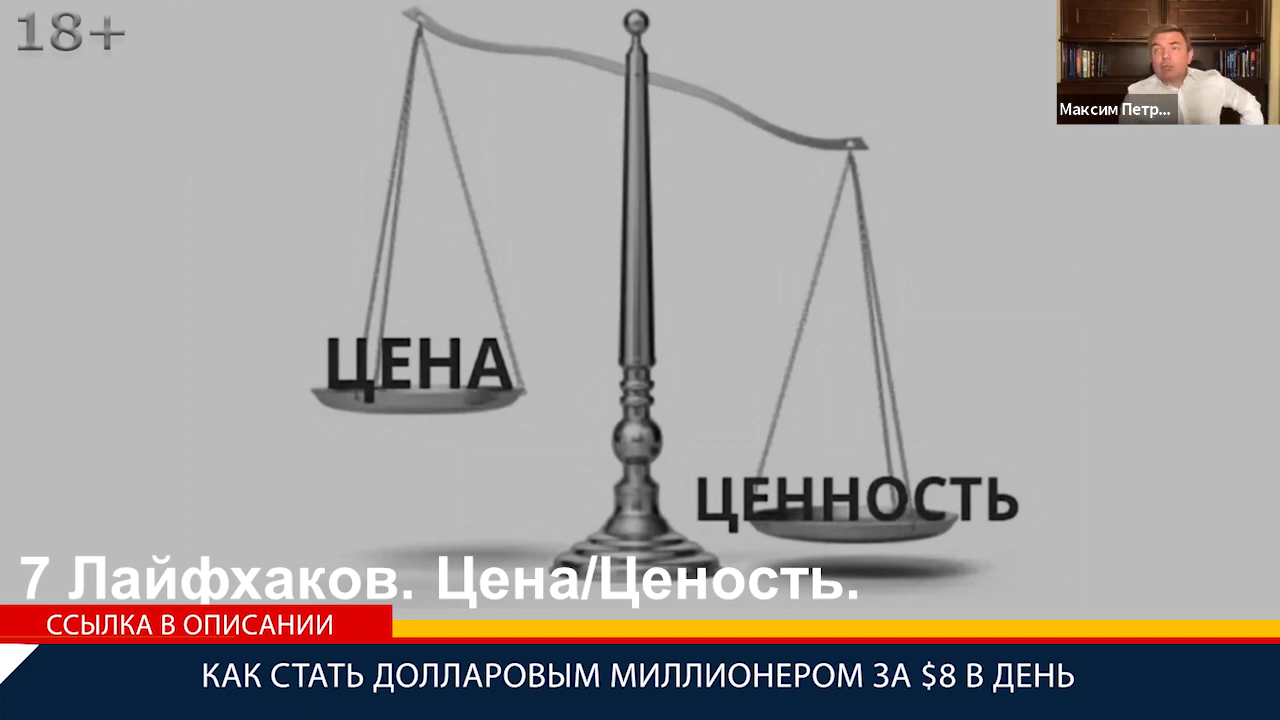 18+
Максим Петр...
ЦЕНА
ЦЕННОСТЬ
7 Лайфхаков. Цена/Ценость.
ССЫЛКА В ОПИСАНИИ
КАК СТАТЬ ДОЛЛАРОВЫМ МИЛЛИОНЕРОМ ЗА $8 В ДЕНЬ